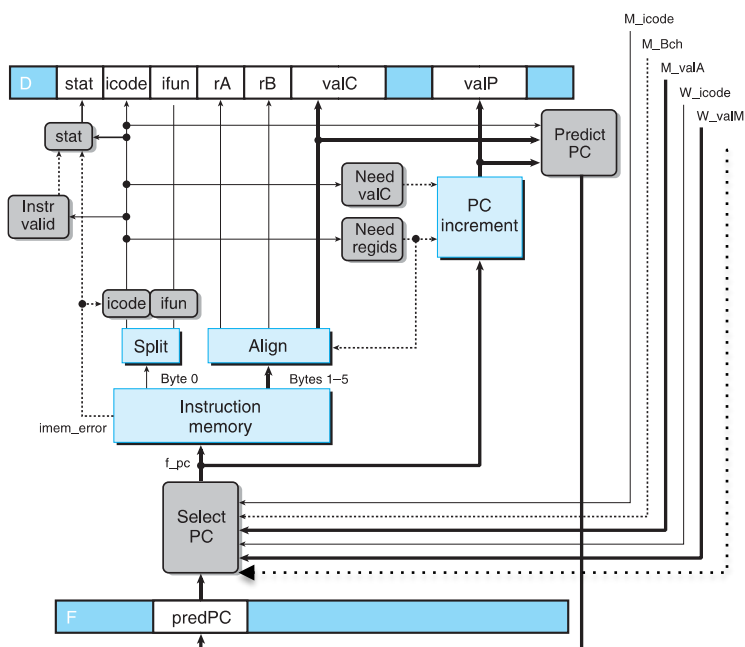 M_icode
M_Bch
M_valA
W_icode
W_valM
D
stat
icode
ifun
rA
rB
valC
valP
stat
Predict
PC
Need
valC
Instr
valid
PC
increment
Need
regids
icode
ifun
Split
Align
Byte 0
Bytes 1–5
Instruction
memory
imem_error
f_pc
Select
PC
F
predPC